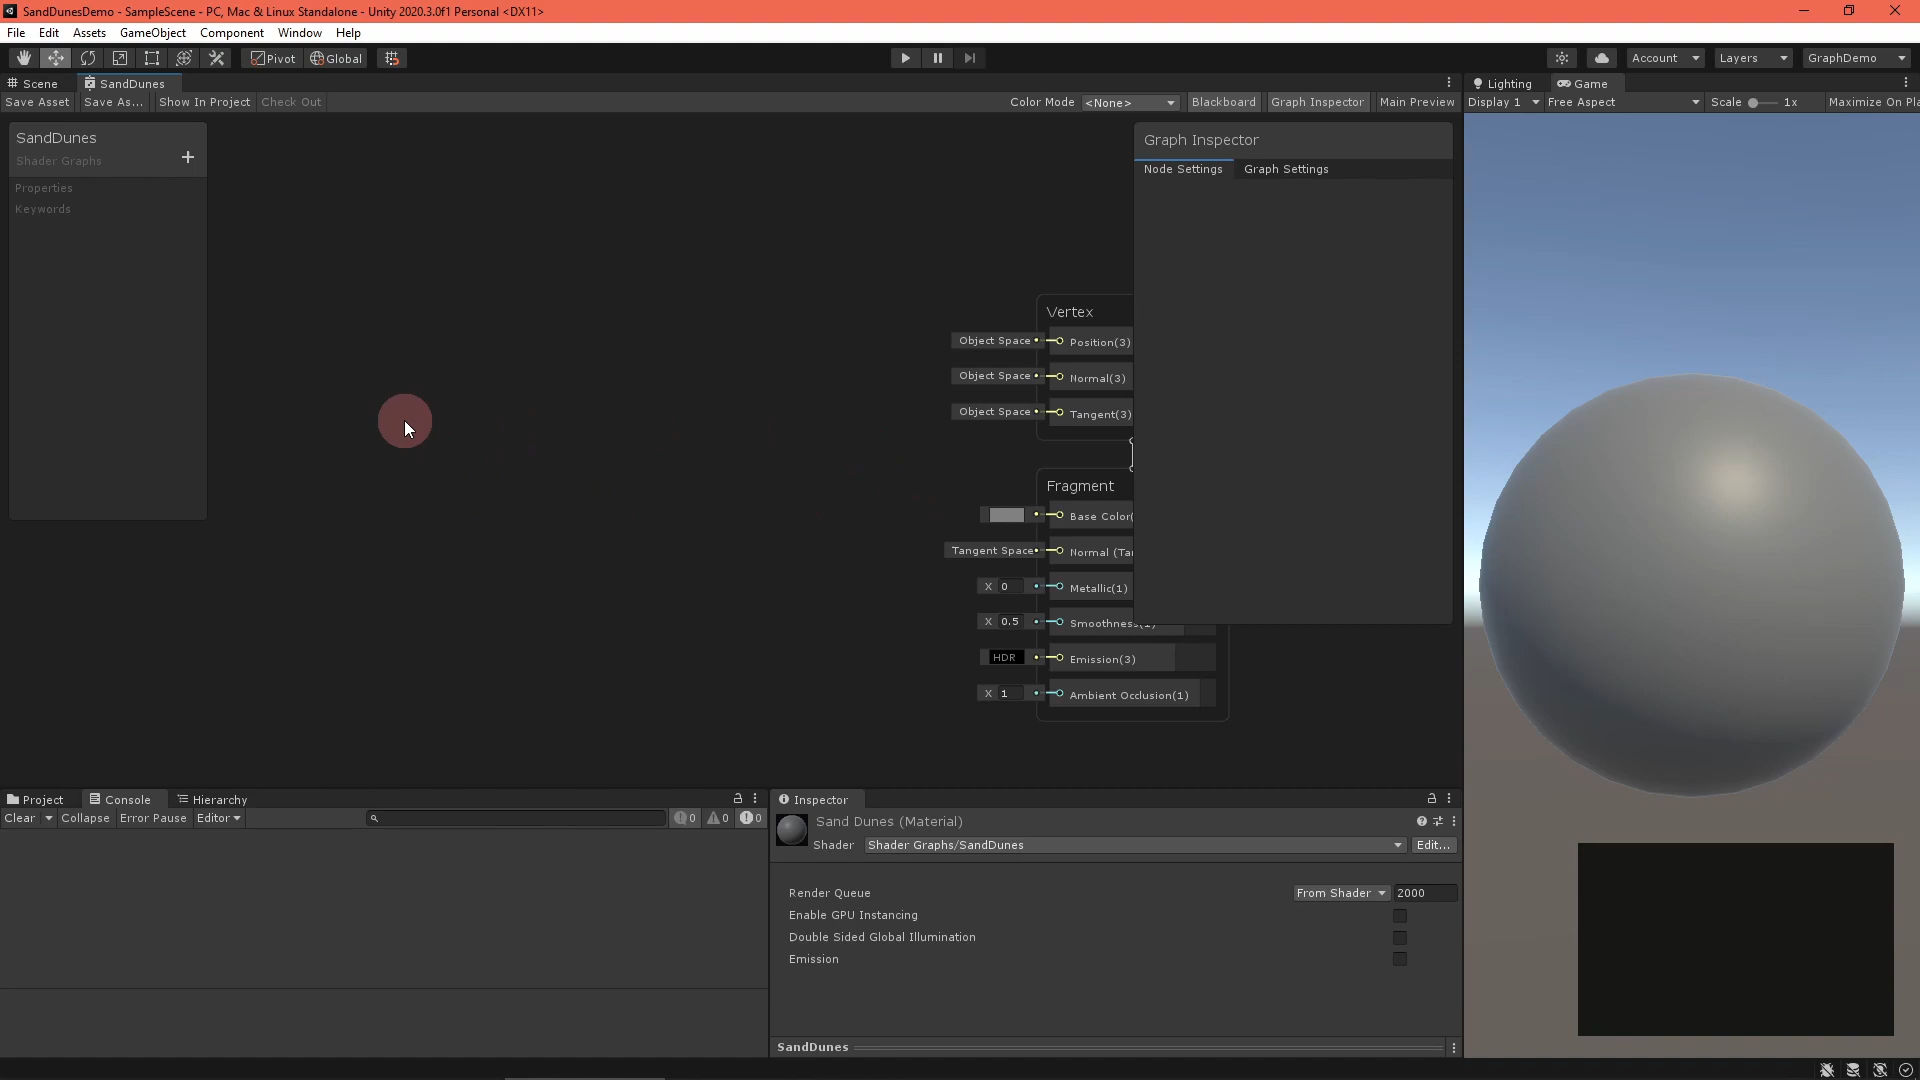 SandDunesDemo - SampleScene - PC, Mac & Linux Standalone - Unity 2020.3.0f1 Personal <DX11>
File Edit Assets GameObject Component Window Help
Pivot Global Account Layers GraphDemo
Scene SandDunes Lighting Game
Save Asset Save As... Show In Project Check Out Color Mode <None> Blackboard Graph Inspector Main Preview Display 1 Free Aspect Scale 1x Maximize On Pla
SandDunes
Shader Graphs
+
Properties
Keywords
Graph Inspector
Node Settings Graph Settings
Vertex
Object Space Position(3)
Object Space Normal(3)
Object Space Tangent(3)
Fragment
Base Color(
Tangent Space Normal (Tan
X 0 Metallic(1)
X 0.5 Smoothness(1)
HDR Emission(3)
X 1 Ambient Occlusion(1)
Project Console Hierarchy
Clear Collapse Error Pause Editor 0 0 0
Inspector
Sand Dunes (Material)
Shader Shader Graphs/SandDunes Edit...
Render Queue From Shader 2000
Enable GPU Instancing
Double Sided Global Illumination
Emission
SandDunes